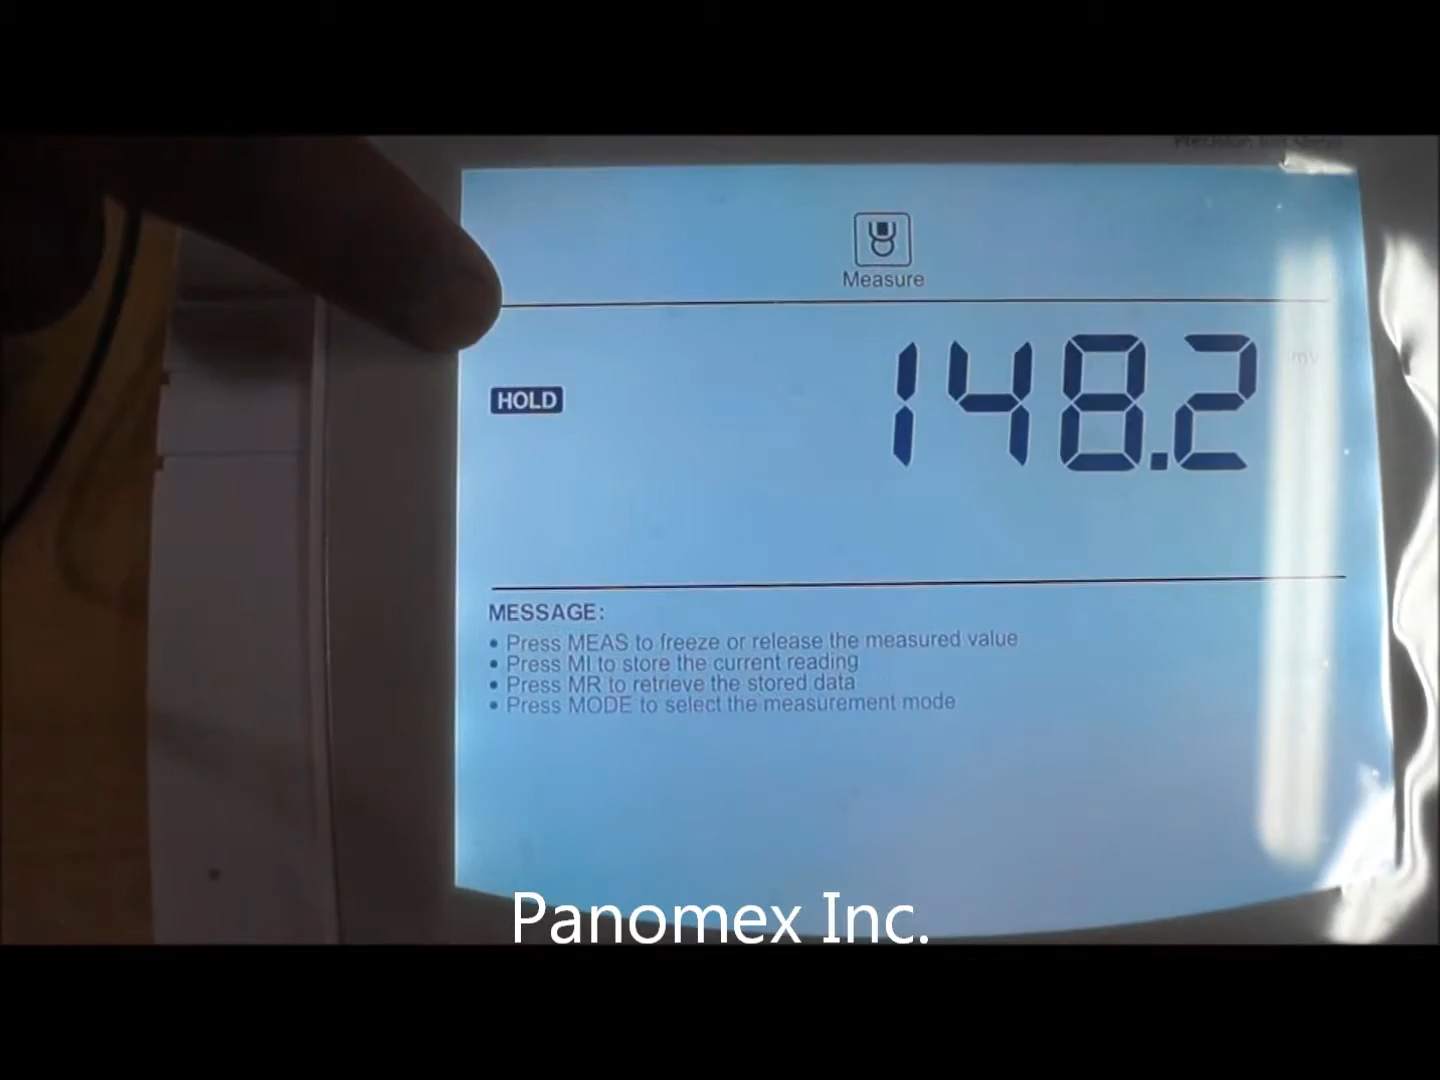 Measure
HOLD
148.2 mV
MESSAGE:
• Press MEAS to freeze or release the measured value
• Press MI to store the current reading
• Press MR to retrieve the stored data
• Press MODE to select the measurement mode
Panomex Inc.